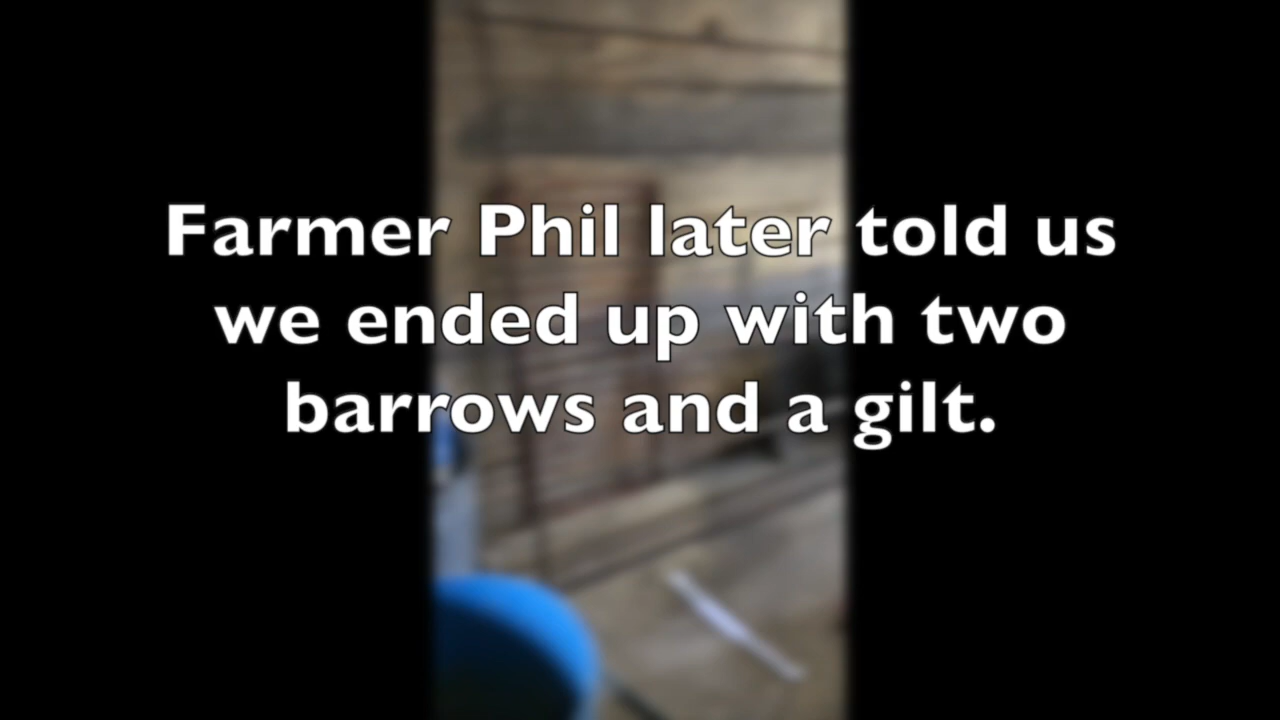 Farmer Phil later told us
we ended up with two
barrows and a gilt.